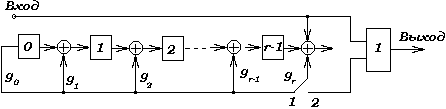 Вход
Выход
0 1 2 r-1 1
g₀ g₁ g₂ gᵣ₋₁ gᵣ
1 2